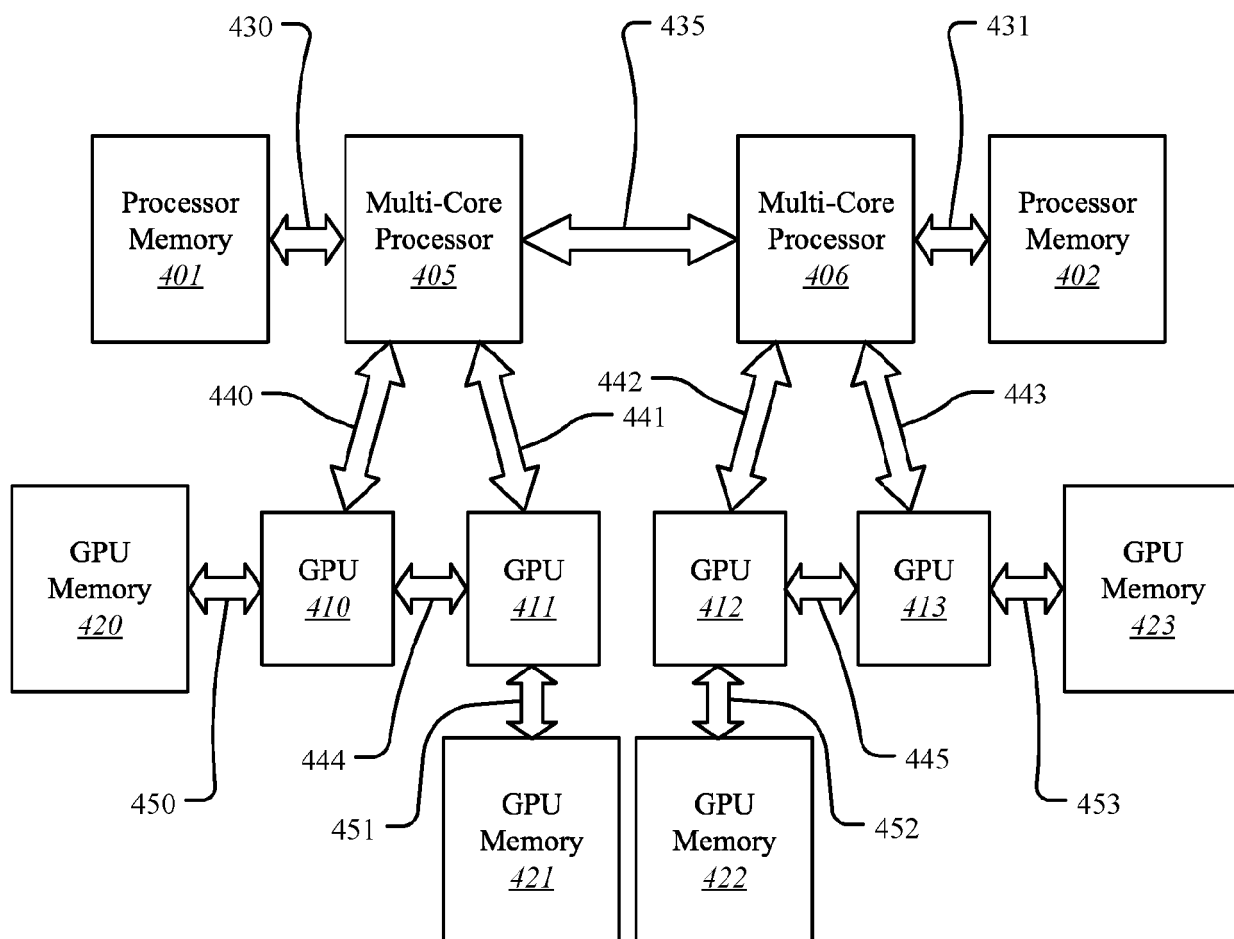 430
435
431
Processor
Memory
401
Multi-Core
Processor
405
Multi-Core
Processor
406
Processor
Memory
402
440
441
442
443
GPU
Memory
420
GPU
410
GPU
411
GPU
412
GPU
413
GPU
Memory
423
450
444
451
GPU
Memory
421
GPU
Memory
422
452
445
453